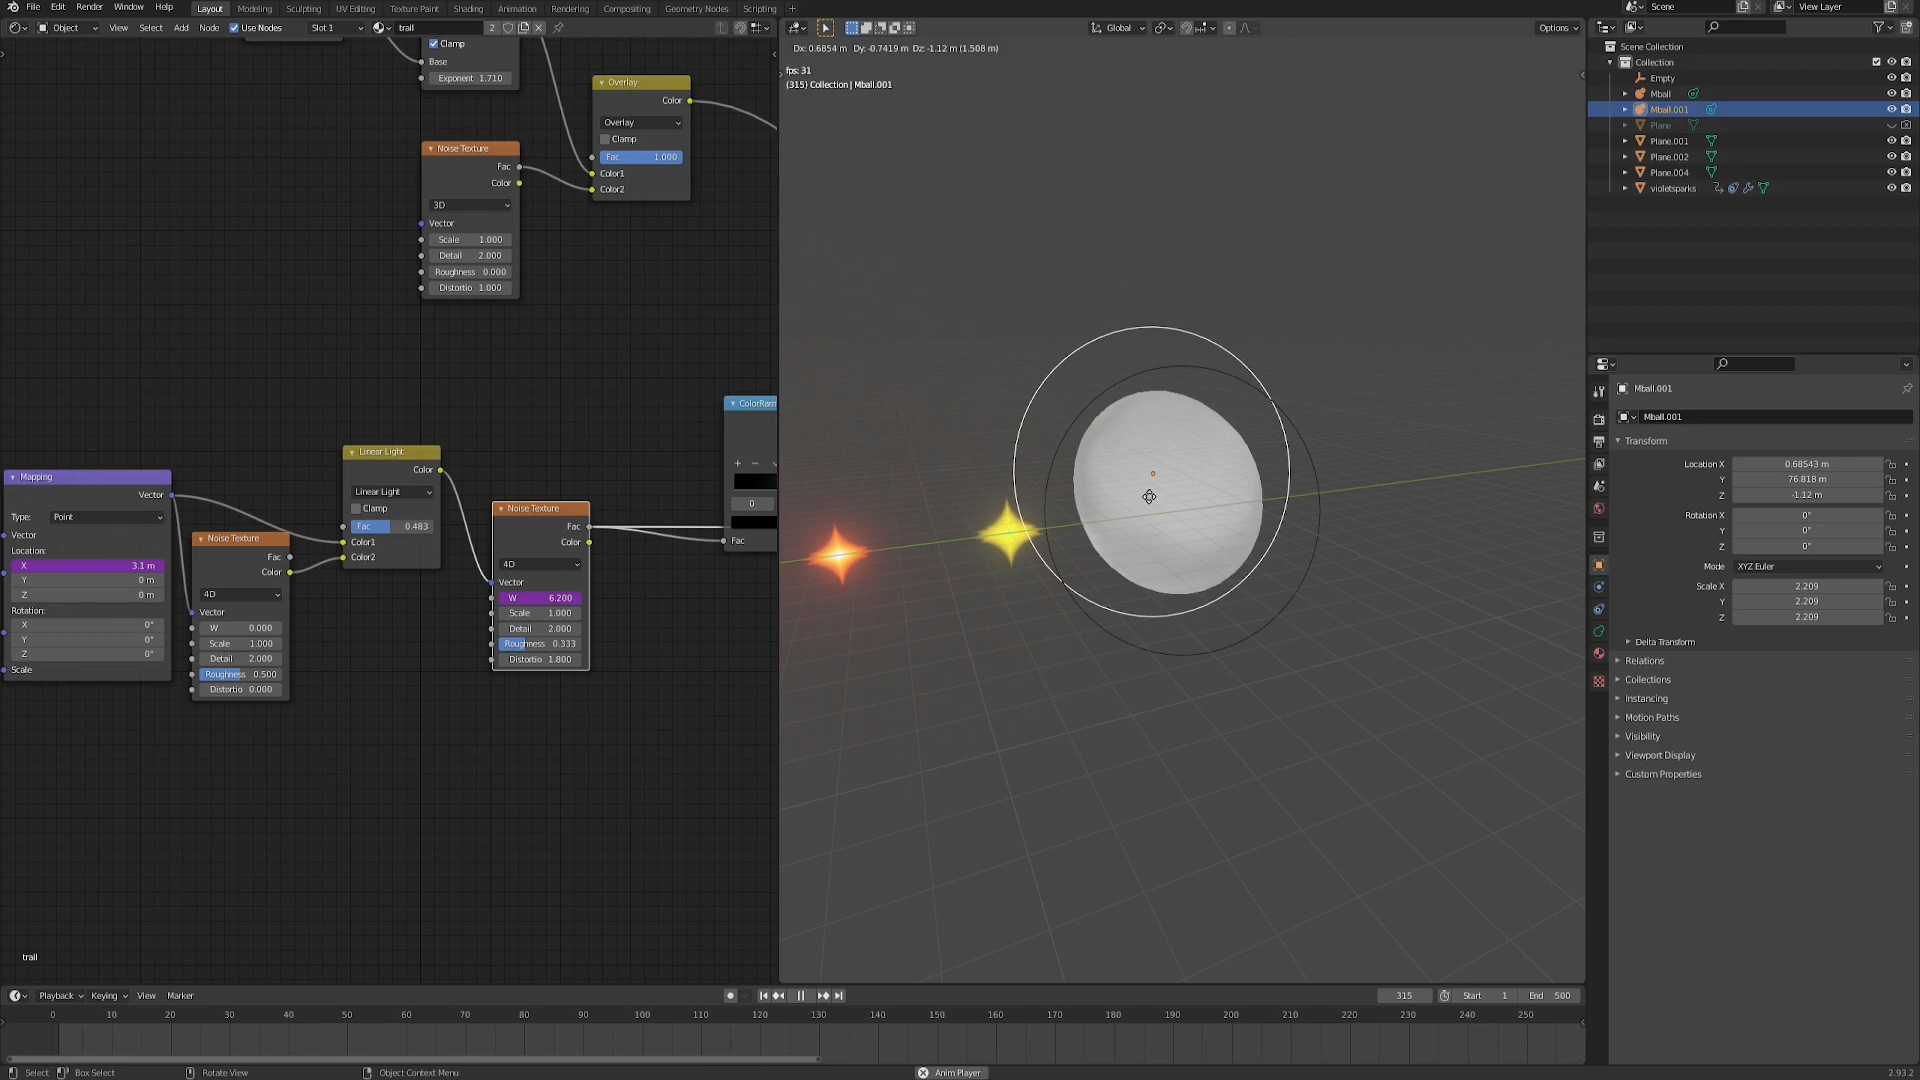 File Edit Render Window Help Layout Modeling Sculpting UV Editing Texture Paint Shading Animation Rendering Compositing Geometry Nodes Scripting + Scene View Layer
Object View Select Add Node Use Nodes Slot 1 trail 2 Global Options
Dx: 0.6854 m Dy: -0.7419 m Dz: -1.12 m (1.508 m)
fps: 31
(315) Collection | Mball.001
Clamp
Base
Exponent 1.710
Overlay
Color
Overlay
Clamp
Fac 1.000
Color1
Color2
Noise Texture
Fac
Color
3D
Vector
Scale 1.000
Detail 2.000
Roughness 0.000
Distortio 1.000
Mapping
Vector
Type: Point
Vector
Location:
X 3.1 m
Y 0 m
Z 0 m
Rotation:
X 0°
Y 0°
Z 0°
Scale
Noise Texture
Fac
Color
4D
Vector
W 0.000
Scale 1.000
Detail 2.000
Roughness 0.500
Distortio 0.000
Linear Light
Color
Linear Light
Clamp
Fac 0.483
Color1
Color2
Noise Texture
Fac
Color
4D
Vector
W 6.200
Scale 1.000
Detail 2.000
Roughness 0.333
Distortio 1.800
ColorRam
+ −
0
Fac
trail
Scene Collection
Collection
Empty
Mball
Mball.001
Plane
Plane.001
Plane.002
Plane.004
violetsparks
Mball.001
Mball.001
Transform
Location X 0.68543 m
Y 76.818 m
Z -1.12 m
Rotation X 0°
Y 0°
Z 0°
Mode XYZ Euler
Scale X 2.209
Y 2.209
Z 2.209
Delta Transform
Relations
Collections
Instancing
Motion Paths
Visibility
Viewport Display
Custom Properties
Playback Keying View Marker 315 Start 1 End 500
0 10 20 30 40 50 60 70 80 90 100 110 120 130 140 150 160 170 180 190 200 210 220 230 240 250
Select Box Select Rotate View Object Context Menu Anim Player 2.93.2